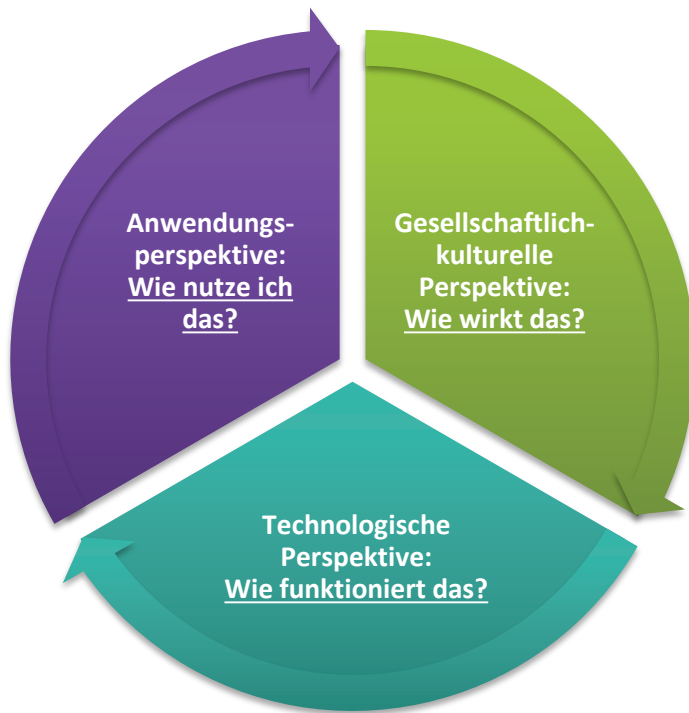 Anwendungs-
perspektive:
Wie nutze ich
das?
Gesellschaftlich-
kulturelle
Perspektive:
Wie wirkt das?
Technologische
Perspektive:
Wie funktioniert das?